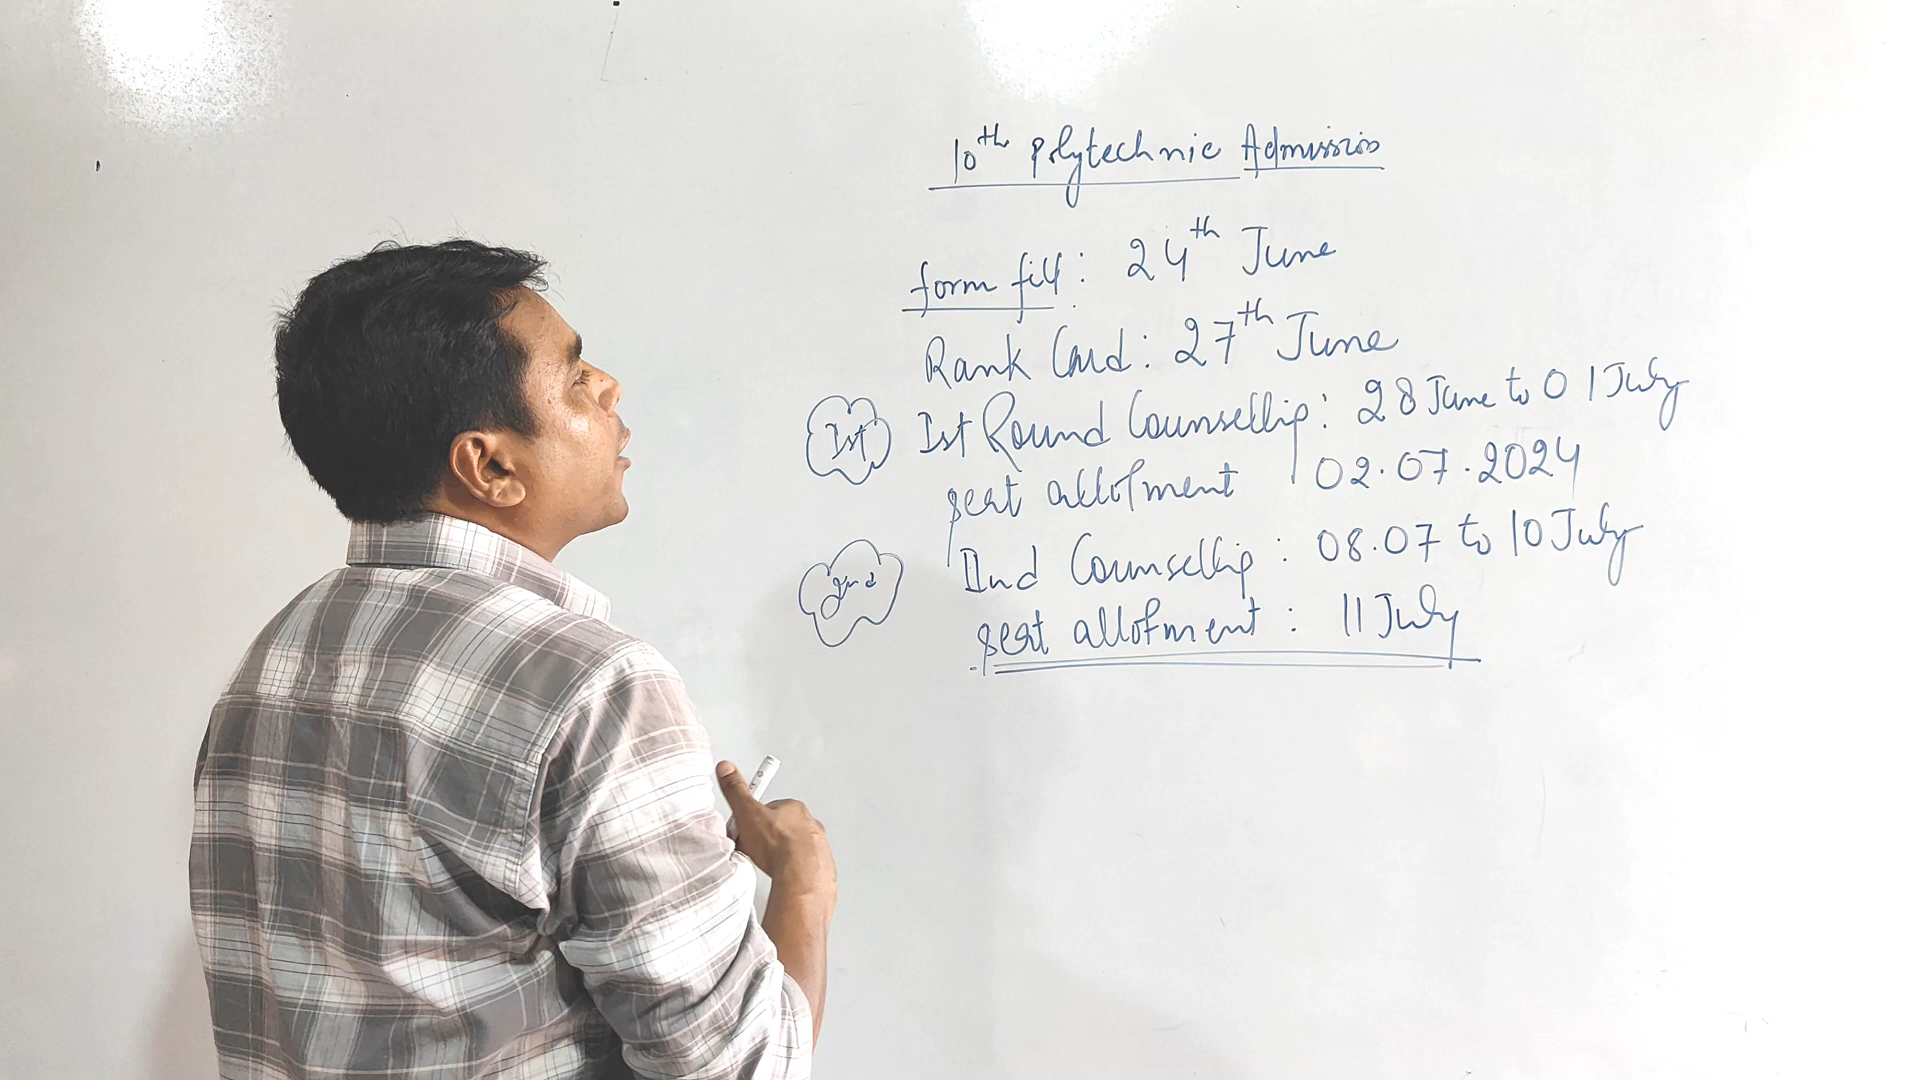 10th Polytechnic Admission
form fill : 24th June
Rank Card : 27th June
Ist
Ist Round Counselling : 28 June to 01 July
seat allotment 02.07.2024
IInd
IInd Counselling : 08.07 to 10 July
seat allotment : 11 July